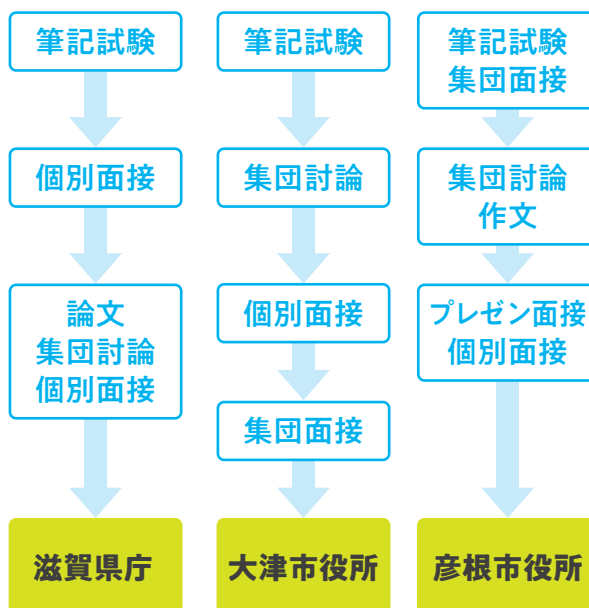 筆記試験
個別面接
論文
集団討論
個別面接
滋賀県庁
筆記試験
集団討論
個別面接
集団面接
大津市役所
筆記試験
集団面接
集団討論
作文
プレゼン面接
個別面接
彦根市役所